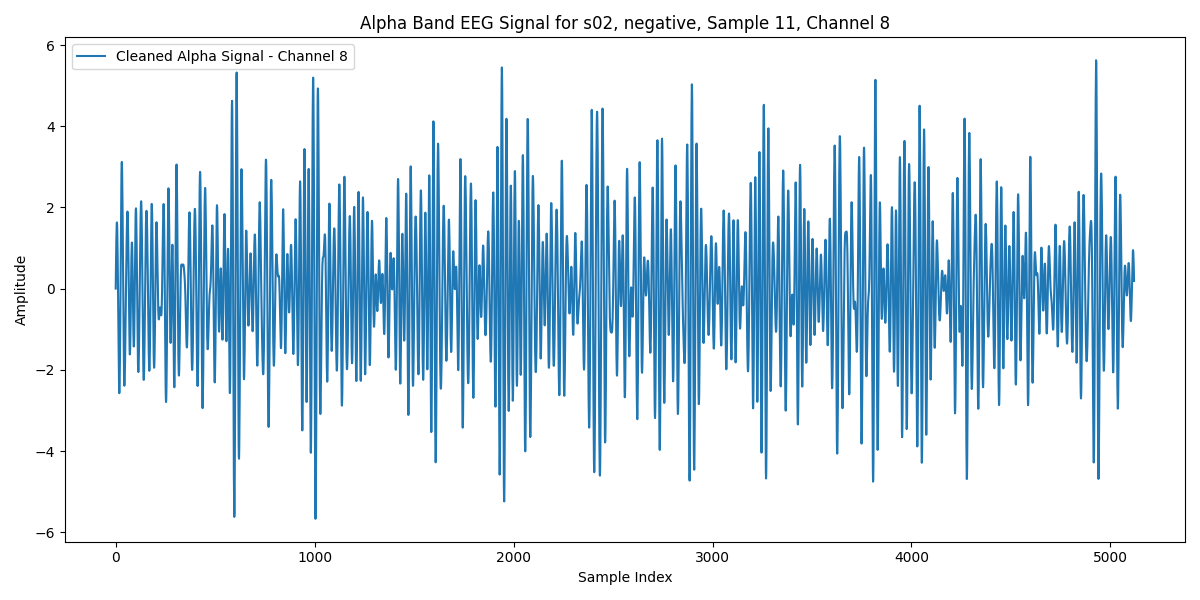 Alpha Band EEG Signal for s02, negative, Sample 11, Channel 8
Cleaned Alpha Signal - Channel 8
Amplitude
6
4
2
0
−2
−4
−6
0 1000 2000 3000 4000 5000
Sample Index